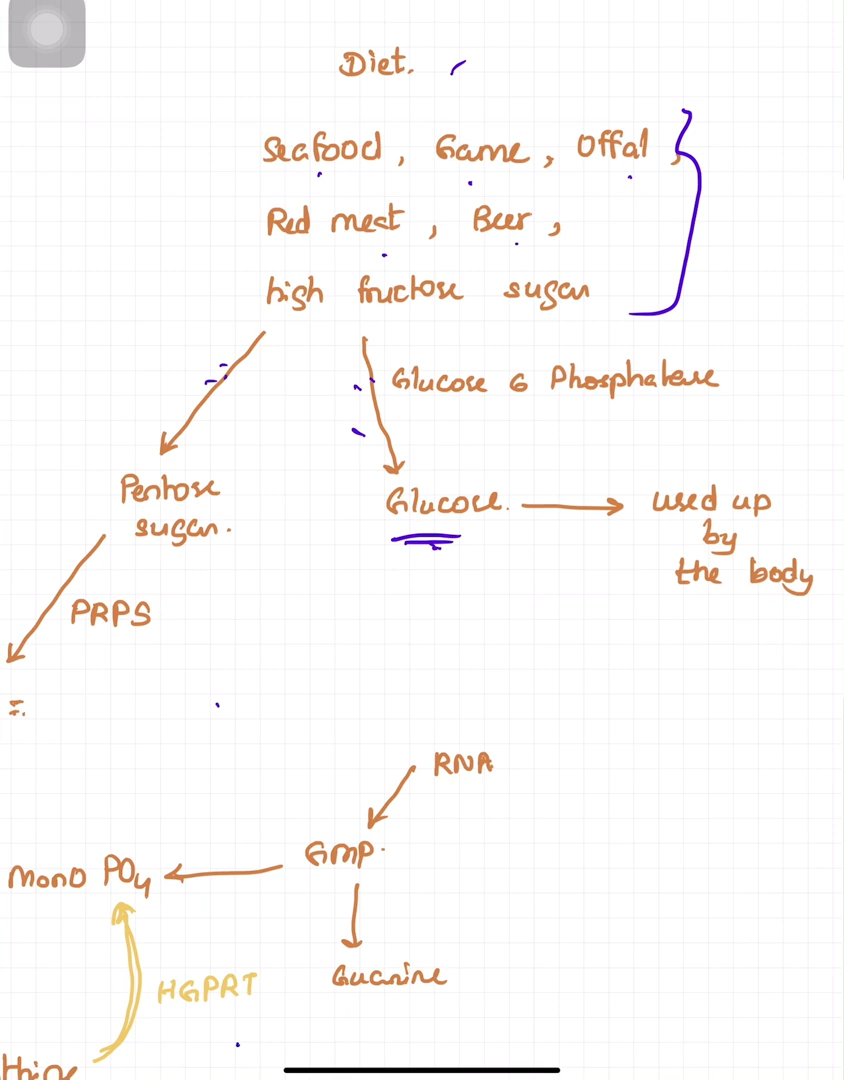 Diet.
Seafood, Game, Offal,
Red meat, Beer,
high fructose sugar
Glucose 6 Phosphatase
Pentose
sugar.
Glucose.
used up
by
the body
PRPS
RNA
GMP.
Mono PO4
Guanine
HGPRT